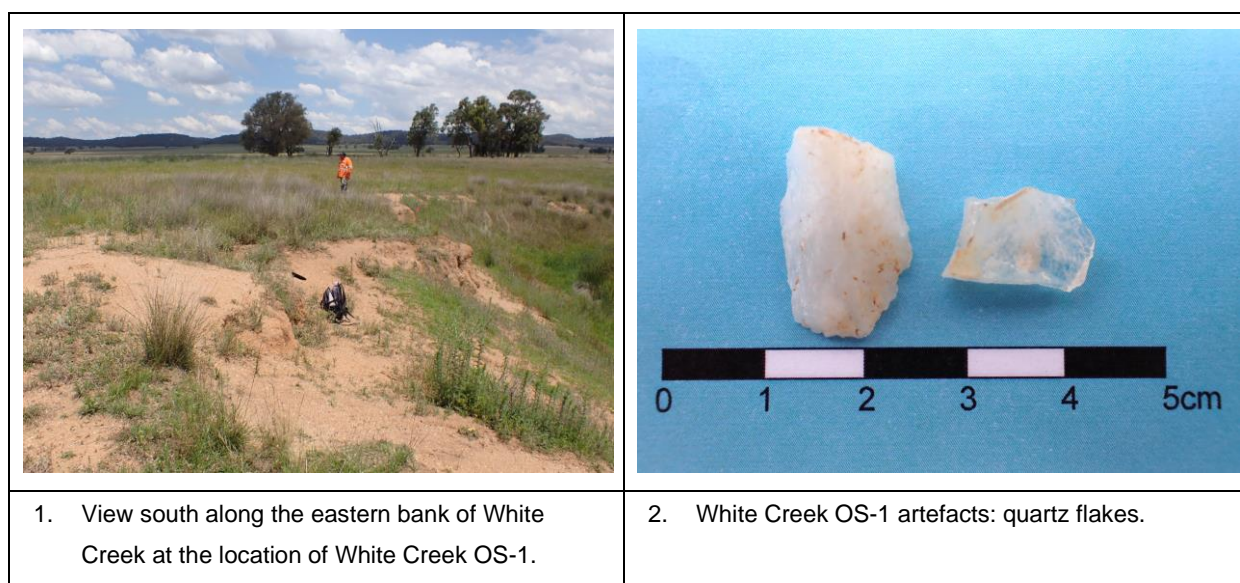 0 1 2 3 4 5cm
1. View south along the eastern bank of White
Creek at the location of White Creek OS-1.
2. White Creek OS-1 artefacts: quartz flakes.